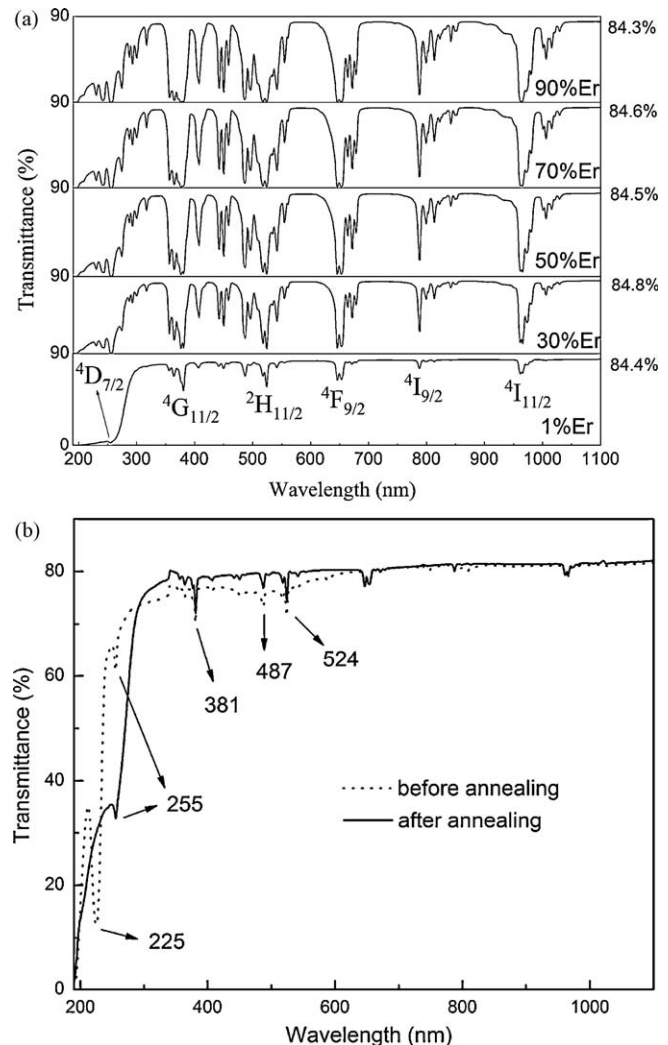 (a)
90
84.3%
90%Er
90
84.6%
70%Er
90
84.5%
50%Er
90
84.8%
30%Er
90
84.4%
⁴D₇/₂
⁴G₁₁/₂
²H₁₁/₂
⁴F₉/₂
⁴I₉/₂
⁴I₁₁/₂
1%Er
0
Transmittance (%)
200 300 400 500 600 700 800 900 1000 1100
Wavelength (nm)
(b)
80
60
40
20
0
Transmittance (%)
381
487
524
255
225
before annealing
after annealing
200 400 600 800 1000
Wavelength (nm)